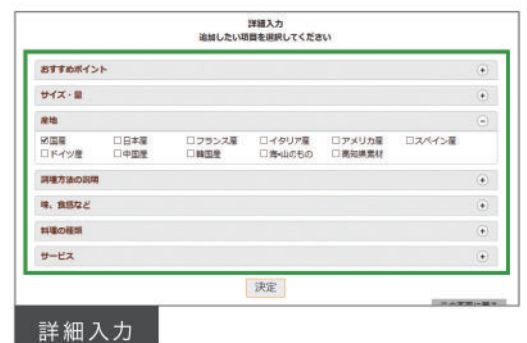 詳細入力
追加したい項目を選択してください
おすすめポイント
サイズ・量
産地
国産 日本産 フランス産 イタリア産 アメリカ産 スペイン産
ドイツ産 中国産 韓国産 海・山のもの 高知県素材
調理方法の説明
味、食感など
料理の種類
サービス
決定
詳細入力